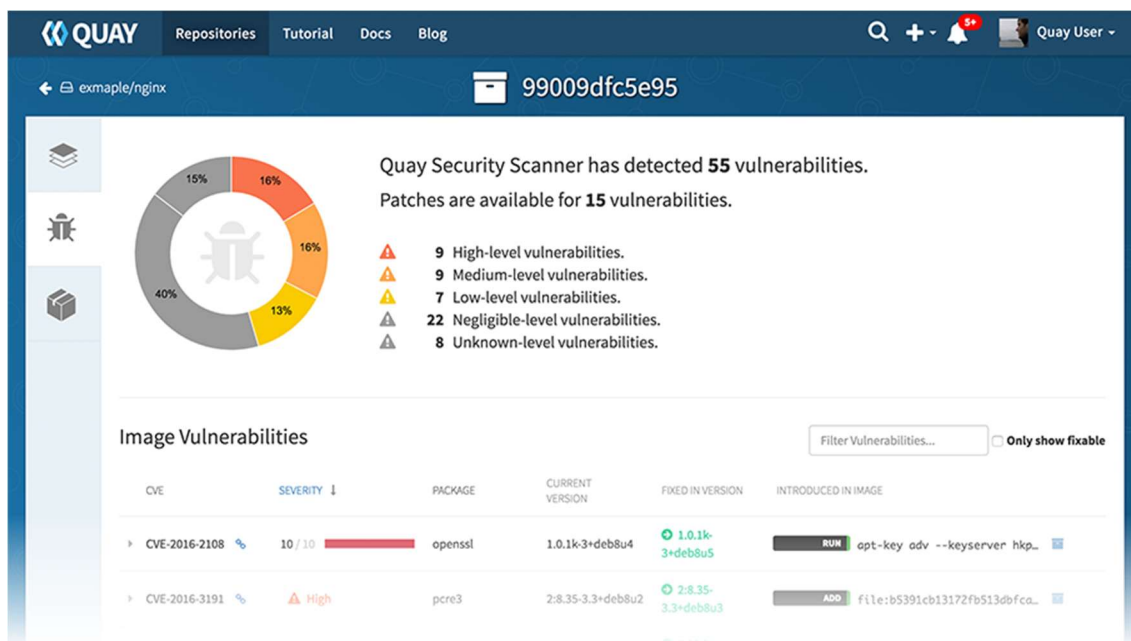 QUAY Repositories Tutorial Docs Blog 5+ Quay User
exmaple/nginx 99009dfc5e95
15% 16% 16% 13% 40%
Quay Security Scanner has detected 55 vulnerabilities.
Patches are available for 15 vulnerabilities.
9 High-level vulnerabilities.
9 Medium-level vulnerabilities.
7 Low-level vulnerabilities.
22 Negligible-level vulnerabilities.
8 Unknown-level vulnerabilities.
Image Vulnerabilities Filter Vulnerabilities... Only show fixable
CVE SEVERITY ↓ PACKAGE CURRENT VERSION FIXED IN VERSION INTRODUCED IN IMAGE
CVE-2016-2108 10 / 10 openssl 1.0.1k-3+deb8u4 1.0.1k-3+deb8u5 RUN apt-key adv --keyserver hkp…
CVE-2016-3191 High pcre3 2:8.35-3.3+deb8u2 2:8.35-3.3+deb8u3 ADD file:b5391cb13172fb513dbfca…